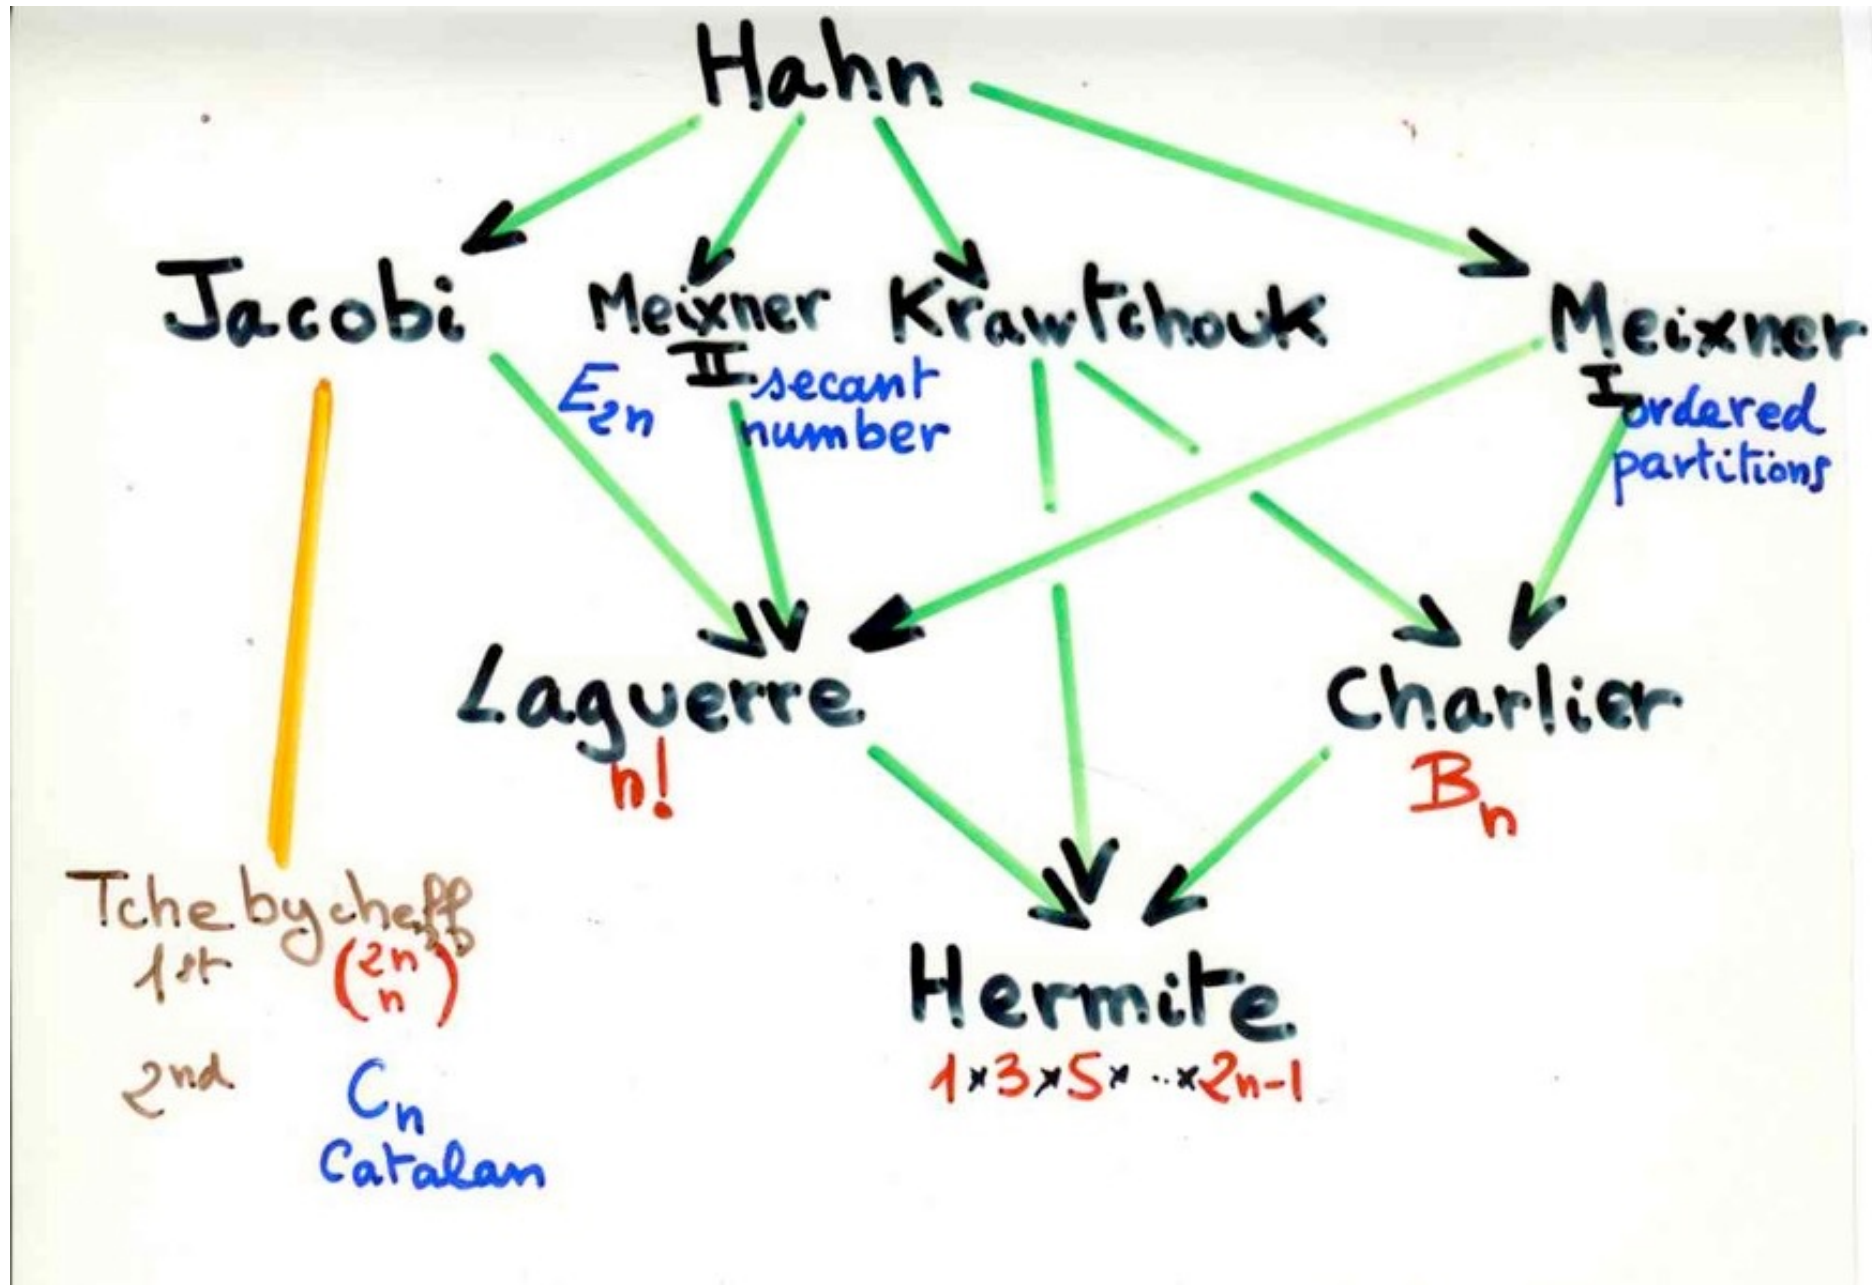 Hahn
Jacobi
Meixner
II
Krawtchouk
Meixner
I
E₂ₙ
secant
number
ordered
partitions
Laguerre
n!
Charlier
Bₙ
Tchebycheff
1st (2n
n)
2nd Cₙ
Catalan
Hermite
1×3×5×··×2n-1